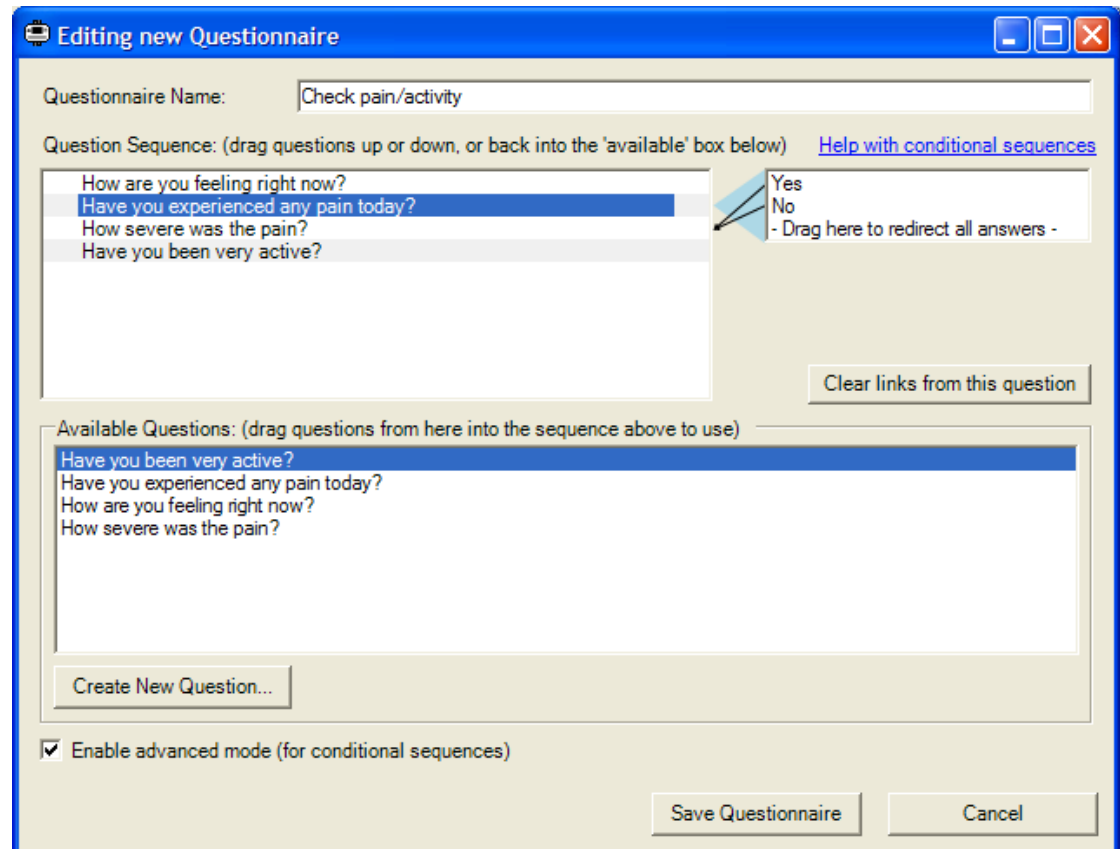 Editing new Questionnaire
Questionnaire Name: Check pain/activity
Question Sequence: (drag questions up or down, or back into the 'available' box below) Help with conditional sequences
How are you feeling right now?
Have you experienced any pain today?
How severe was the pain?
Have you been very active?
Yes
No
- Drag here to redirect all answers -
Clear links from this question
Available Questions: (drag questions from here into the sequence above to use)
Have you been very active?
Have you experienced any pain today?
How are you feeling right now?
How severe was the pain?
Create New Question...
Enable advanced mode (for conditional sequences)
Save Questionnaire Cancel